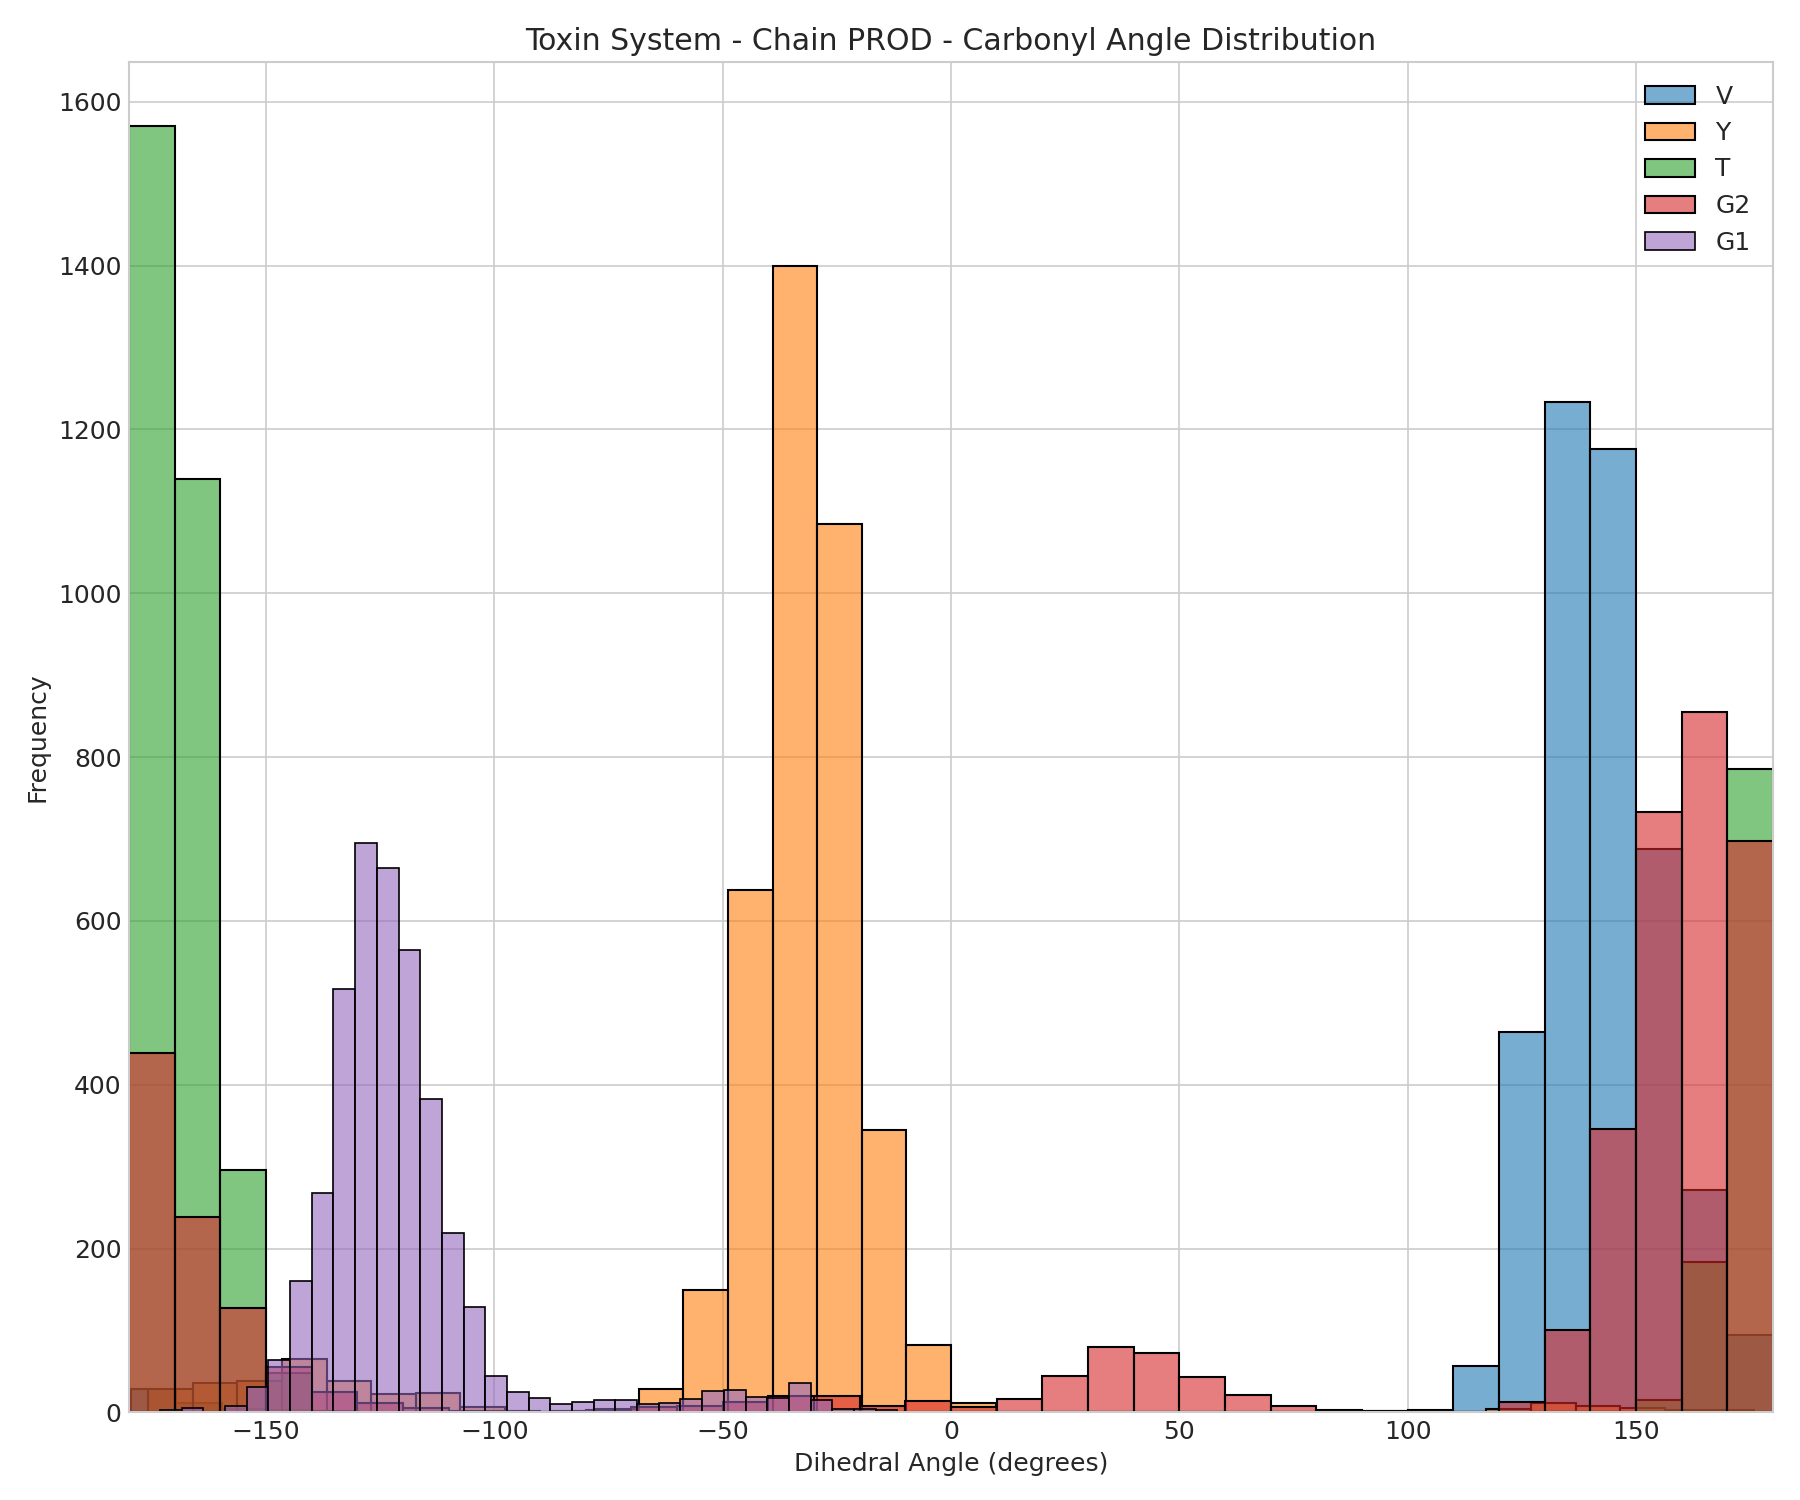 Toxin System - Chain PROD - Carbonyl Angle Distribution
V
Y
T
G2
G1
1600
1400
1200
1000
800
600
400
200
0
Frequency
−150
−100
−50
0
50
100
150
Dihedral Angle (degrees)